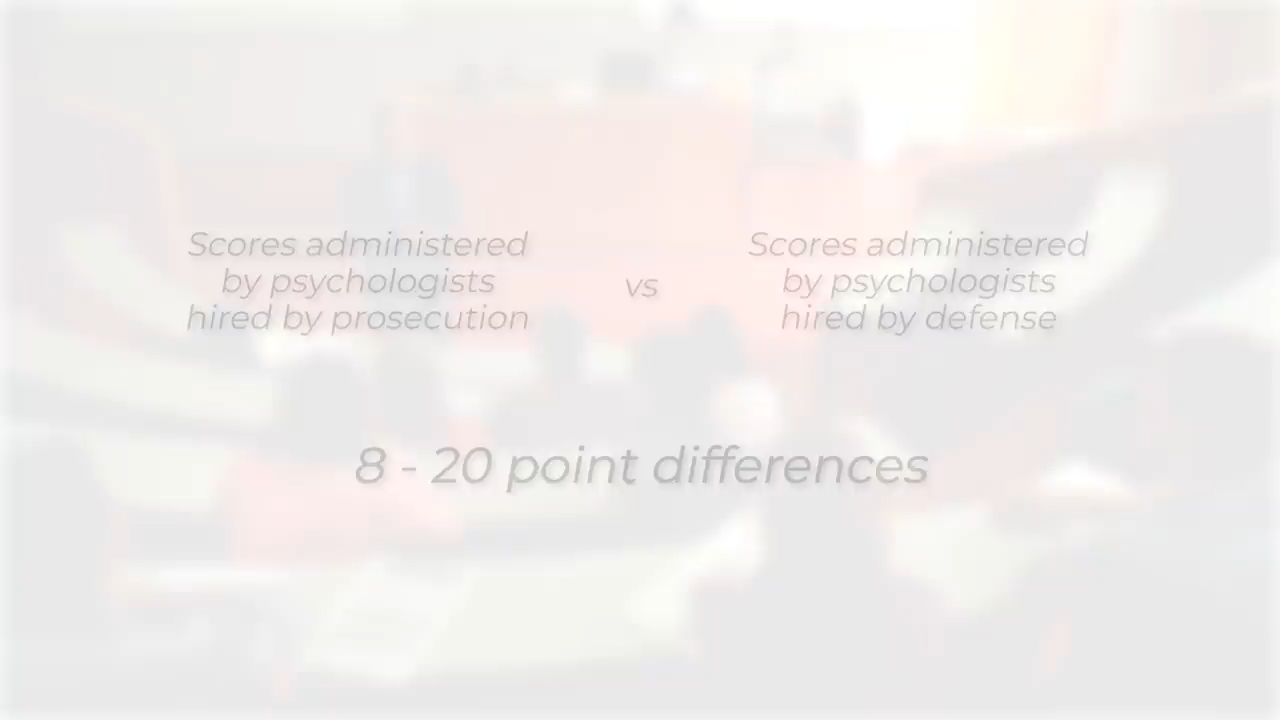 Scores administered
by psychologists
hired by prosecution
vs
Scores administered
by psychologists
hired by defense
8 - 20 point differences